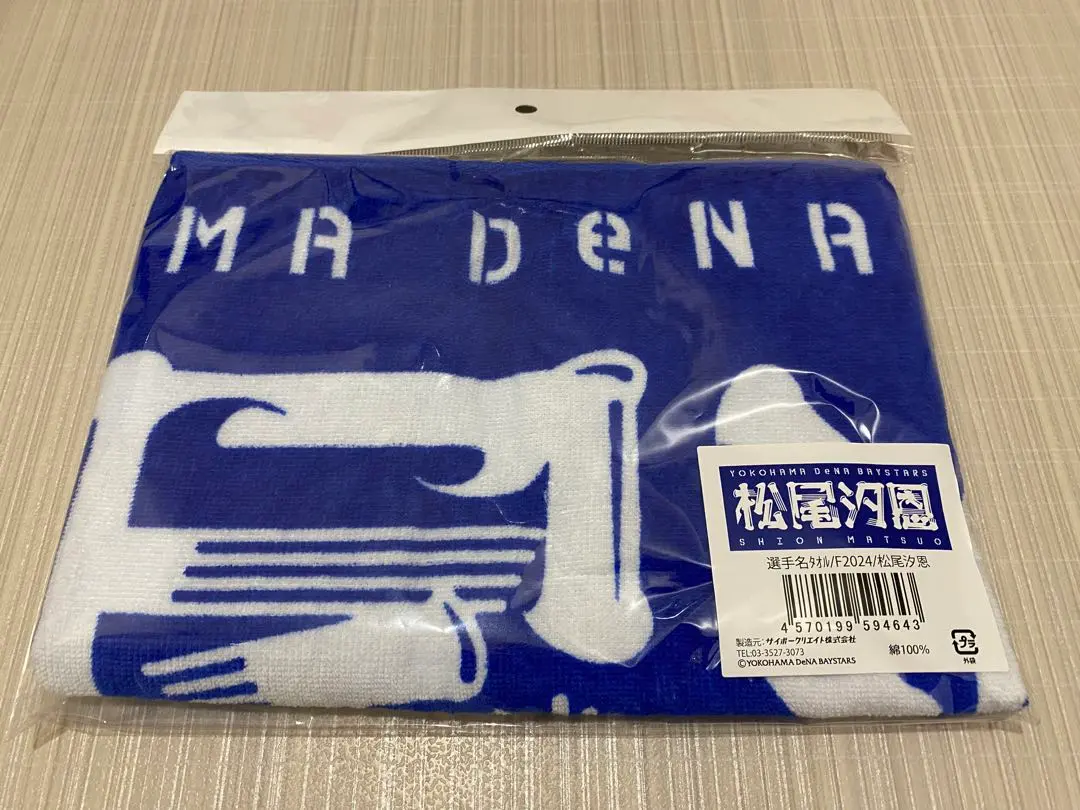 MA DeNA
YOKOHAMA DeNA BAYSTARS
松尾汐恩
SHION MATSUO
選手名ﾀｵﾙ/F2024/松尾汐恩
4 570199 594643
製造元:サイボークリエイト株式会社
TEL:03-3527-3073
綿100%
©YOKOHAMA DeNA BAYSTARS
プラ
外袋